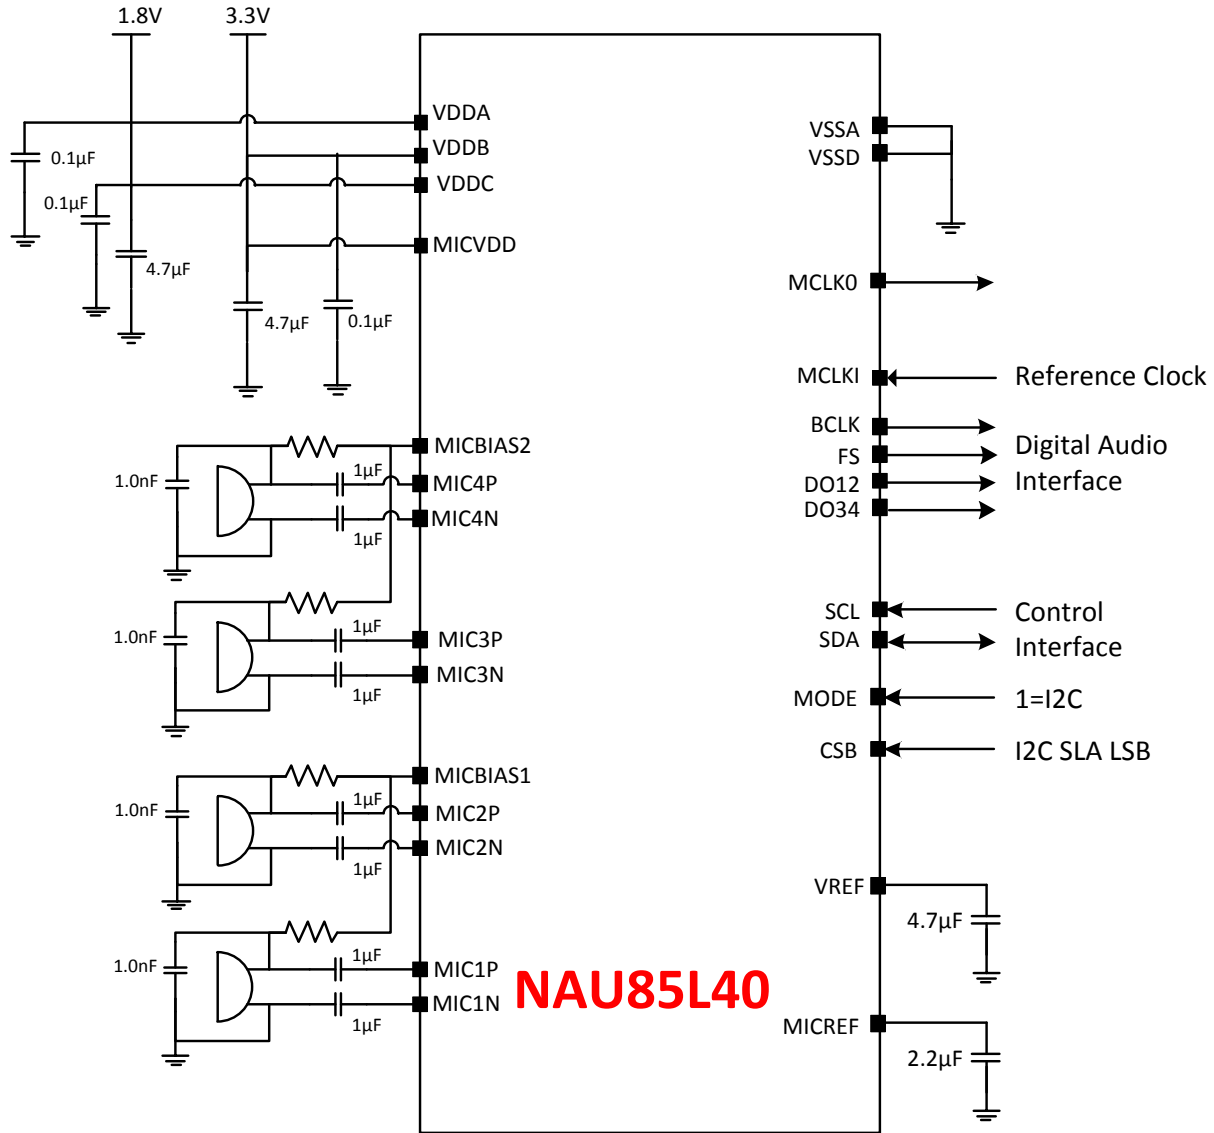 1.8V 3.3V
VDDA
VSSA
VDDB
0.1µF
VSSD
VDDC
0.1µF
MICVDD
4.7µF
MCLK0
4.7µF
0.1µF
MCLKI
Reference Clock
BCLK
MICBIAS2
Digital Audio
FS
1µF
1.0nF
MIC4P
Interface
DO12
DO34
MIC4N
1µF
SCL
Control
1µF
1.0nF
MIC3P
SDA
Interface
MIC3N
1µF
MODE
1=I2C
CSB
I2C SLA LSB
MICBIAS1
1µF
1.0nF
MIC2P
MIC2N
1µF
VREF
4.7µF
1µF
1.0nF
MIC1P
NAU85L40
MIC1N
1µF
MICREF
2.2µF